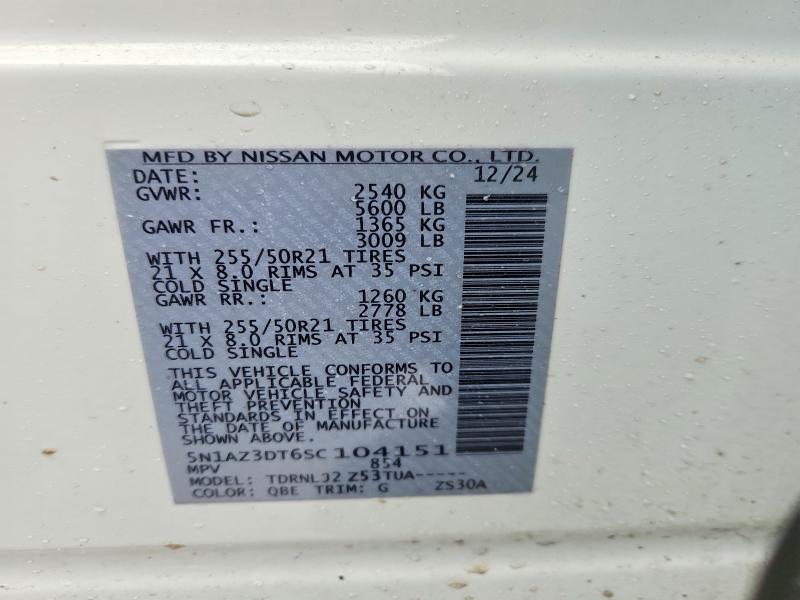 MFD BY NISSAN MOTOR CO., LTD.
DATE: 12/24
GVWR: 2540 KG
5600 LB
GAWR FR.: 1365 KG
3009 LB
WITH 255/50R21 TIRES
21 X 8.0 RIMS AT 35 PSI
COLD SINGLE
GAWR RR.: 1260 KG
2778 LB
WITH 255/50R21 TIRES
21 X 8.0 RIMS AT 35 PSI
COLD SINGLE
THIS VEHICLE CONFORMS TO
ALL APPLICABLE FEDERAL
MOTOR VEHICLE SAFETY AND
THEFT PREVENTION
STANDARDS IN EFFECT ON
THE DATE OF MANUFACTURE
SHOWN ABOVE.
5N1AZ3DT6SC104151
MPV 854
MODEL: TDRNLJ2 Z53TUA-----
COLOR: QBE TRIM: G ZS30A